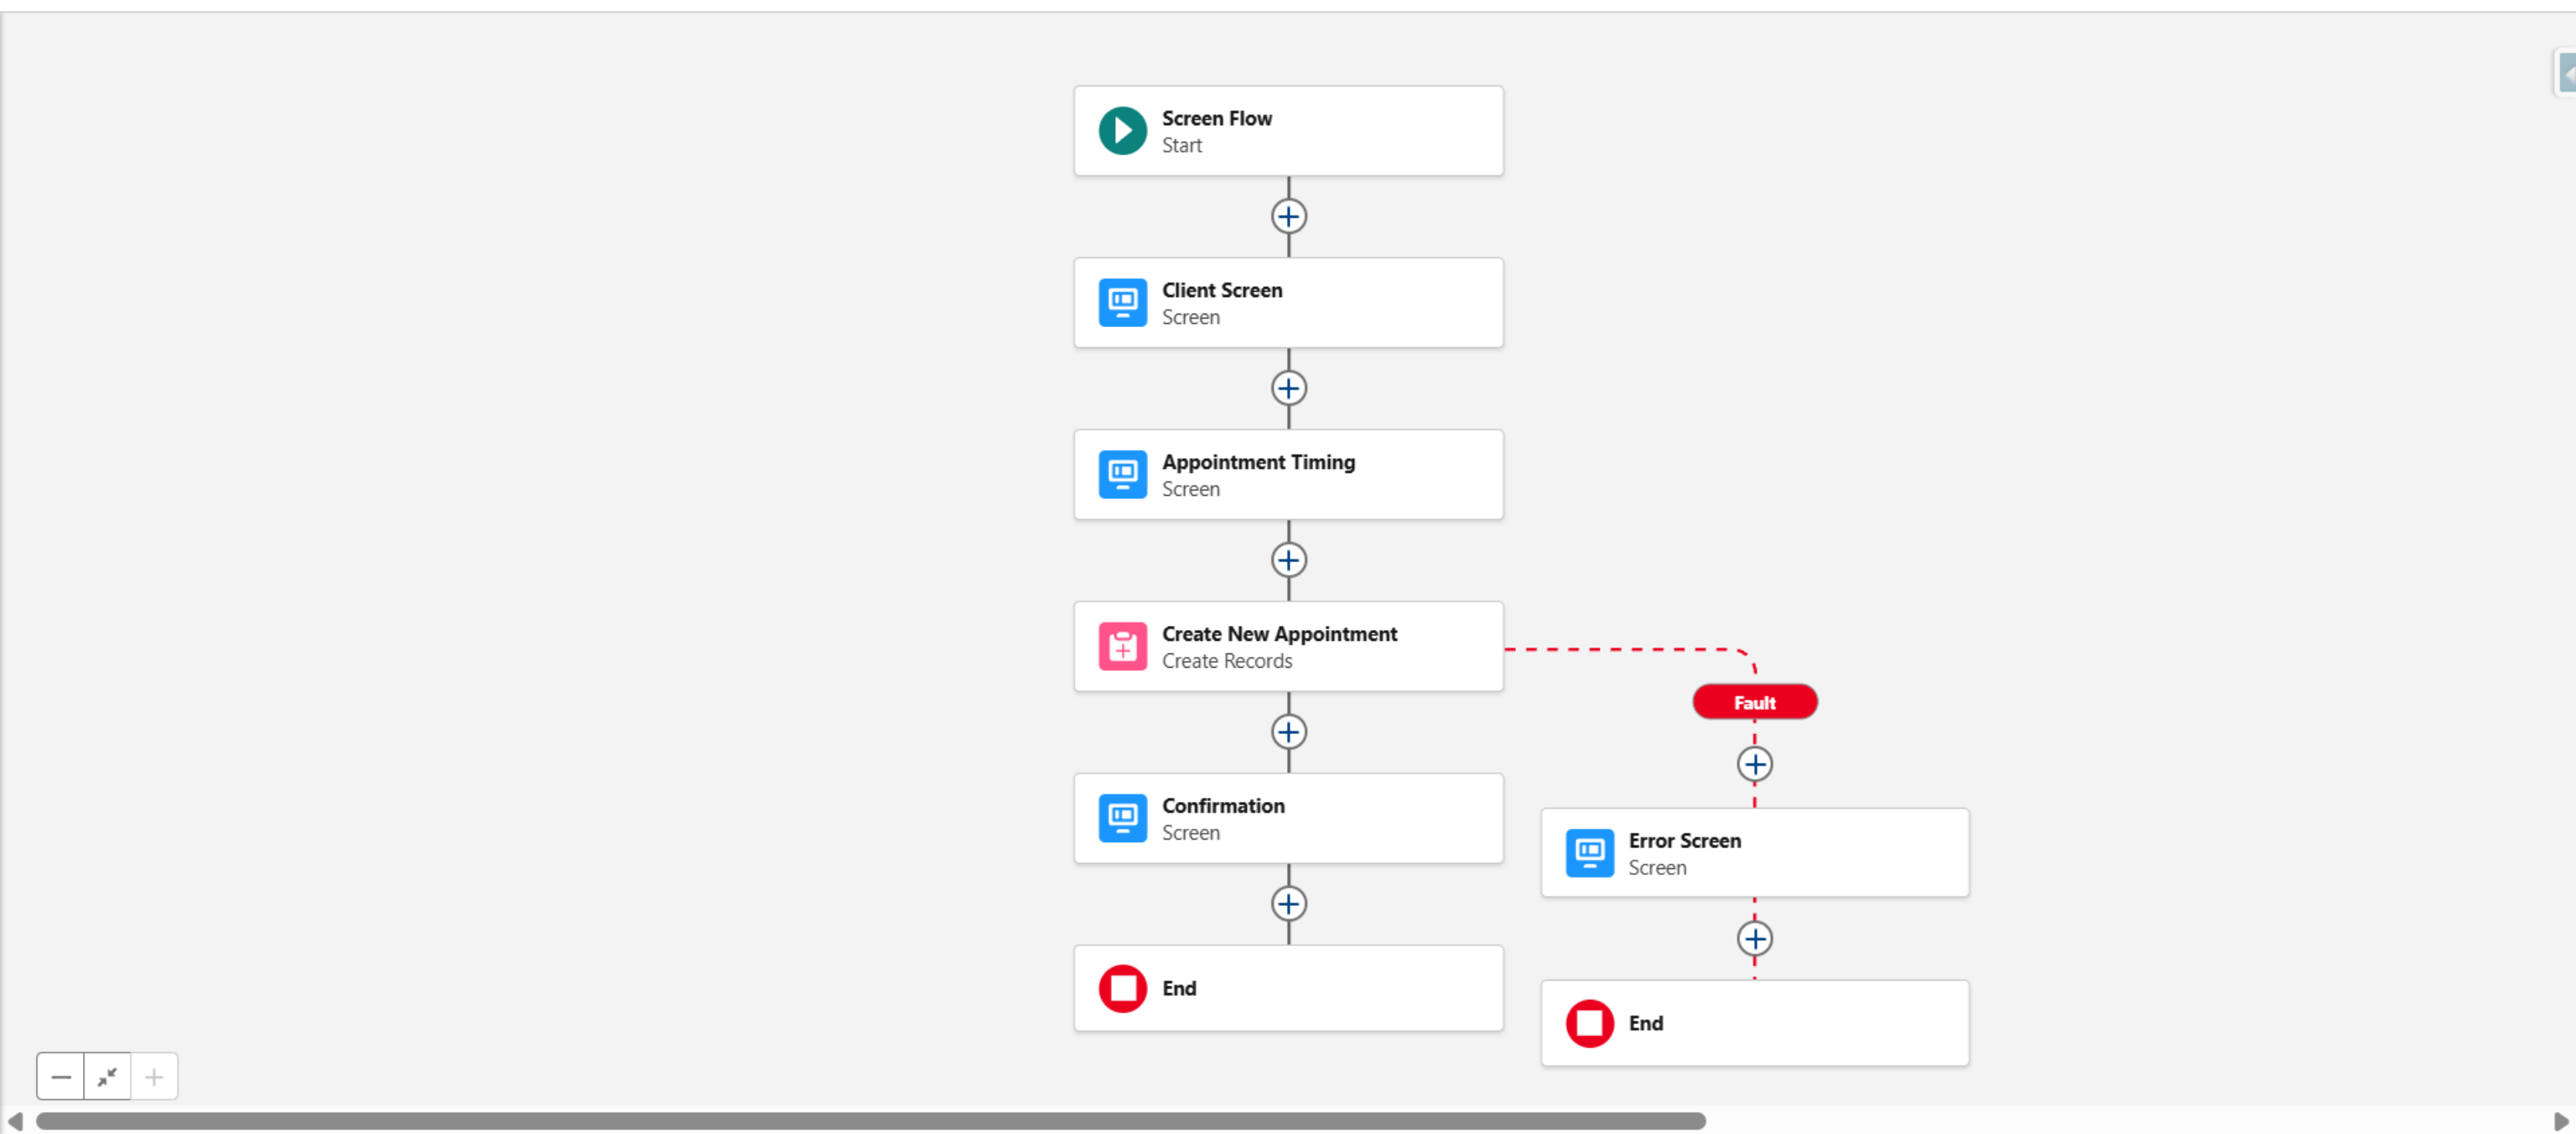 Screen Flow
Start
Client Screen
Screen
Appointment Timing
Screen
Create New Appointment
Create Records
Fault
Confirmation
Screen
Error Screen
Screen
End
End